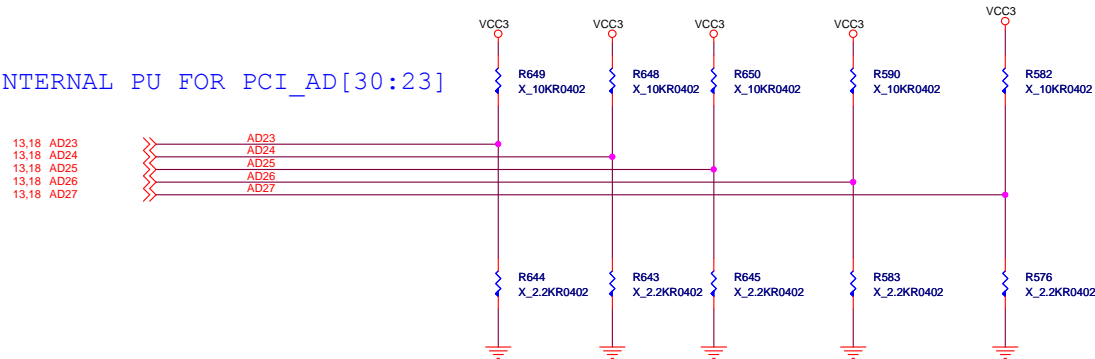 VCC3 VCC3 VCC3 VCC3 VCC3
NTERNAL PU FOR PCI_AD[30:23]
R649 R648 R650 R590 R582
X_10KR0402 X_10KR0402 X_10KR0402 X_10KR0402 X_10KR0402
13,18 AD23 AD23
13,18 AD24 AD24
13,18 AD25 AD25
13,18 AD26 AD26
13,18 AD27 AD27
R644 R643 R645 R583 R576
X_2.2KR0402 X_2.2KR0402 X_2.2KR0402 X_2.2KR0402 X_2.2KR0402